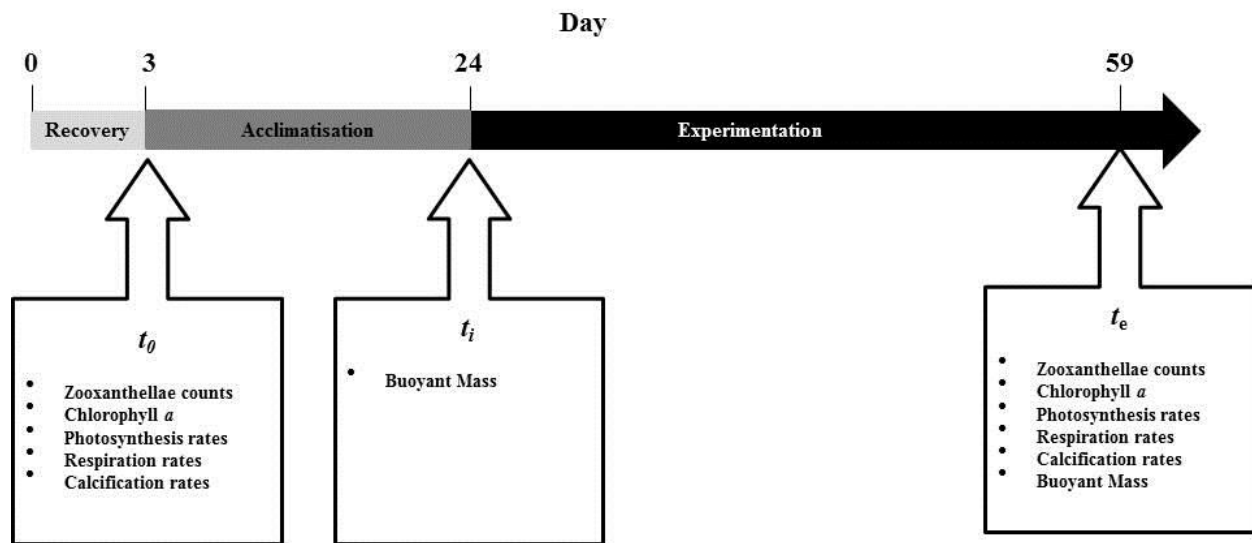 Day
0 3 24 59
Recovery Acclimatisation Experimentation
t0
• Zooxanthellae counts
• Chlorophyll a
• Photosynthesis rates
• Respiration rates
• Calcification rates
ti
• Buoyant Mass
te
• Zooxanthellae counts
• Chlorophyll a
• Photosynthesis rates
• Respiration rates
• Calcification rates
• Buoyant Mass